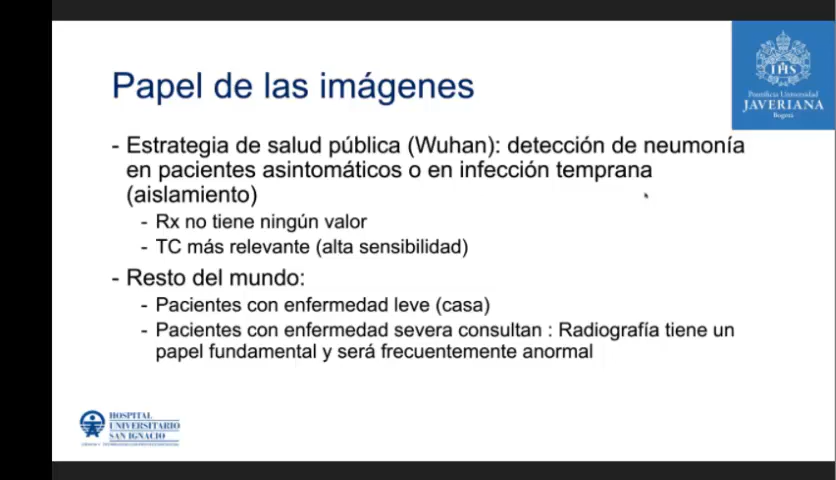 Papel de las imágenes
IHS
Pontificia Universidad
JAVERIANA
Bogotá
- Estrategia de salud pública (Wuhan): detección de neumonía
en pacientes asintomáticos o en infección temprana
(aislamiento)
- Rx no tiene ningún valor
- TC más relevante (alta sensibilidad)
- Resto del mundo:
- Pacientes con enfermedad leve (casa)
- Pacientes con enfermedad severa consultan : Radiografía tiene un
papel fundamental y será frecuentemente anormal
HOSPITAL
UNIVERSITARIO
SAN IGNACIO